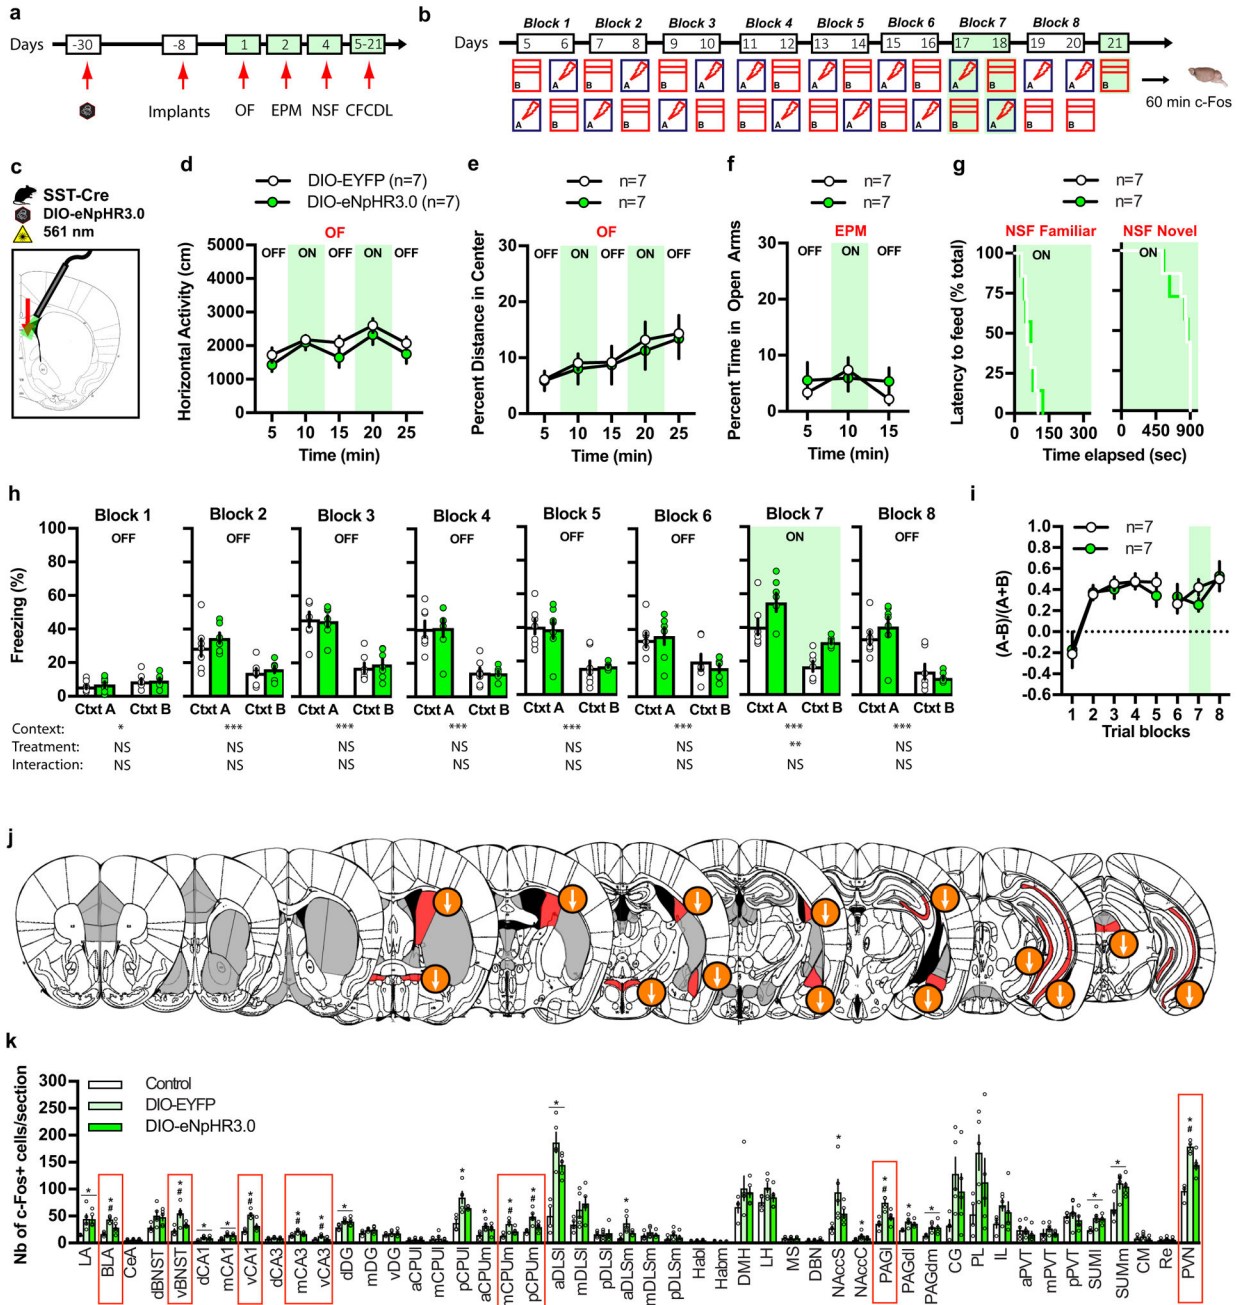 a
Days -30 -8 1 2 4 5-21
Implants OF EPM NSF CFCDL
b
Block 1 Block 2 Block 3 Block 4 Block 5 Block 6 Block 7 Block 8
Days 5 6 7 8 9 10 11 12 13 14 15 16 17 18 19 20 21
B A B A B A A B A B A B A B A B B
A B A B A B B A B A B A B A B A
60 min c-Fos
c
SST-Cre
DIO-eNpHR3.0
561 nm
d
DIO-EYFP (n=7)
DIO-eNpHR3.0 (n=7)
OF
OFF ON OFF ON OFF
Horizontal Activity (cm)
5000
4000
3000
2000
1000
0
5 10 15 20 25
Time (min)
e
n=7
n=7
OF
OFF ON OFF ON OFF
Percent Distance in Center
30
20
10
0
5 10 15 20 25
Time (min)
f
n=7
n=7
EPM
OFF ON OFF
Percent Time in Open Arms
30
20
10
0
5 10 15
Time (min)
g
n=7
n=7
NSF Familiar NSF Novel
ON ON
Latency to feed (% total)
100
75
50
25
0
0 150 300 0 450 900
Time elapsed (sec)
h
Block 1 Block 2 Block 3 Block 4 Block 5 Block 6 Block 7 Block 8
OFF OFF OFF OFF OFF OFF ON OFF
Freezing (%)
100
80
60
40
20
0
Ctxt A Ctxt B Ctxt A Ctxt B Ctxt A Ctxt B Ctxt A Ctxt B Ctxt A Ctxt B Ctxt A Ctxt B Ctxt A Ctxt B Ctxt A Ctxt B
Context: * *** *** *** *** *** *** ***
Treatment: NS NS NS NS NS NS ** NS
Interaction: NS NS NS NS NS NS NS NS
i
n=7
n=7
(A-B)/(A+B)
1.0
0.8
0.6
0.4
0.2
0.0
-0.2
-0.4
-0.6
1 2 3 4 5 6 7 8
Trial blocks
j
k
Control
DIO-EYFP
DIO-eNpHR3.0
Nb of c-Fos+ cells/section
300
250
200
150
100
50
0
LA BLA CeA dBNST vBNST dCA1 mCA1 vCA1 dCA3 mCA3 vCA3 dDG mDG vDG aCPUl mCPUl pCPUl aCPUm mCPUm pCPUm aDLSl mDLSl pDLSl aDLSm mDLSm pDLSm Habl Habm DMH LH MS DBN NAccS NAccC PAGl PAGdl PAGdm CG PL IL aPVT mPVT pPVT SUMl SUMm CM Re PVN